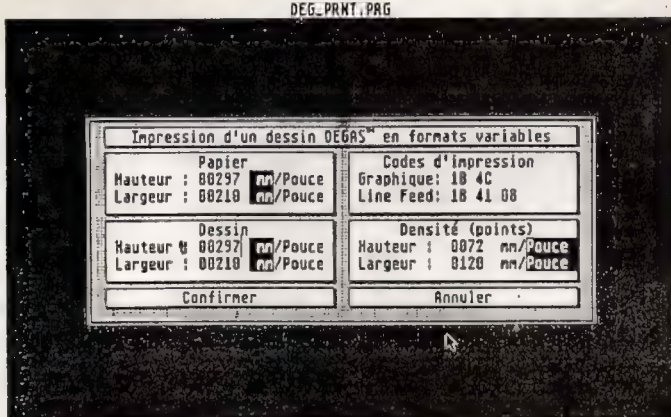 DEG_PRNT.PRG
Impression d'un dessin DEGAS™ en formats variables
Papier
Hauteur : 00297 mm/Pouce
Largeur : 00210 mm/Pouce
Codes d'impression
Graphique: 1B 4C
Line Feed: 1B 41 08
Dessin
Hauteur : 00297 mm/Pouce
Largeur : 00210 mm/Pouce
Densité (points)
Hauteur : 0072 mm/Pouce
Largeur : 0120 mm/Pouce
Confirmer
Annuler